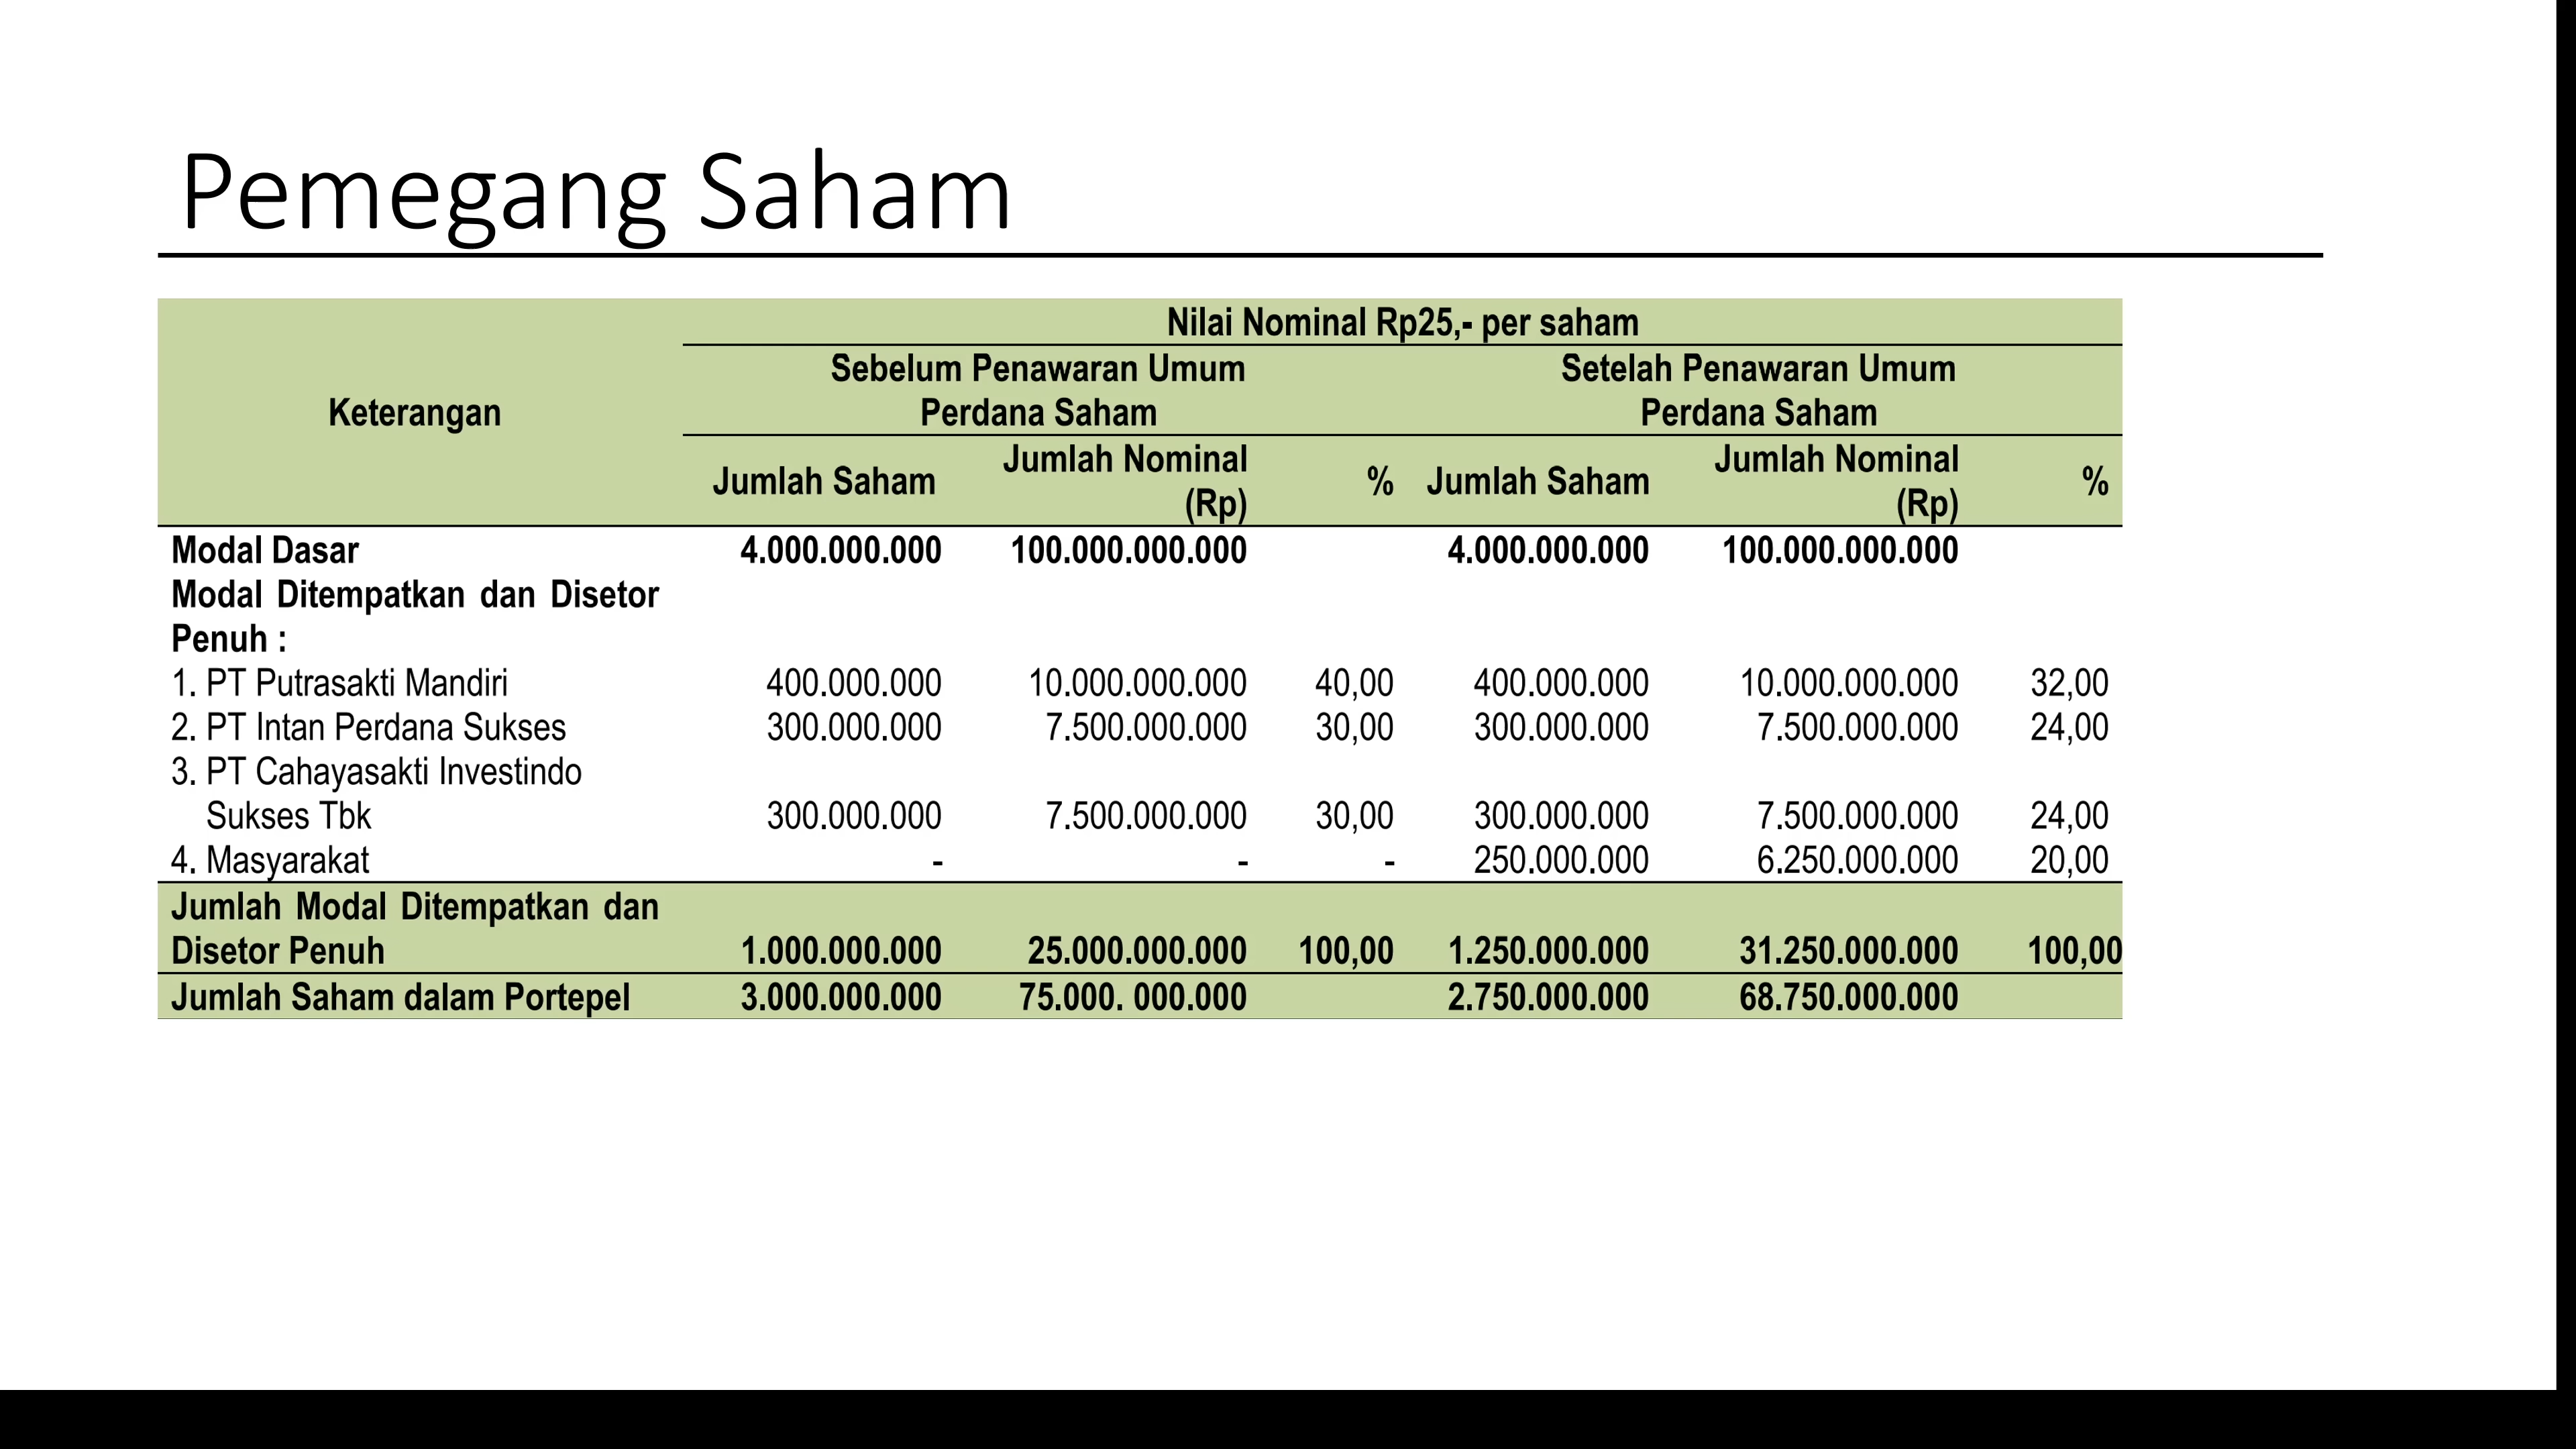 Pemegang Saham
Nilai Nominal Rp25,- per saham
Sebelum Penawaran Umum Setelah Penawaran Umum
Keterangan Perdana Saham Perdana Saham
Jumlah Saham Jumlah Nominal (Rp) % Jumlah Saham Jumlah Nominal (Rp) %
Modal Dasar 4.000.000.000 100.000.000.000 4.000.000.000 100.000.000.000
Modal Ditempatkan dan Disetor
Penuh :
1. PT Putrasakti Mandiri 400.000.000 10.000.000.000 40,00 400.000.000 10.000.000.000 32,00
2. PT Intan Perdana Sukses 300.000.000 7.500.000.000 30,00 300.000.000 7.500.000.000 24,00
3. PT Cahayasakti Investindo
Sukses Tbk 300.000.000 7.500.000.000 30,00 300.000.000 7.500.000.000 24,00
4. Masyarakat - - - 250.000.000 6.250.000.000 20,00
Jumlah Modal Ditempatkan dan
Disetor Penuh 1.000.000.000 25.000.000.000 100,00 1.250.000.000 31.250.000.000 100,00
Jumlah Saham dalam Portepel 3.000.000.000 75.000. 000.000 2.750.000.000 68.750.000.000